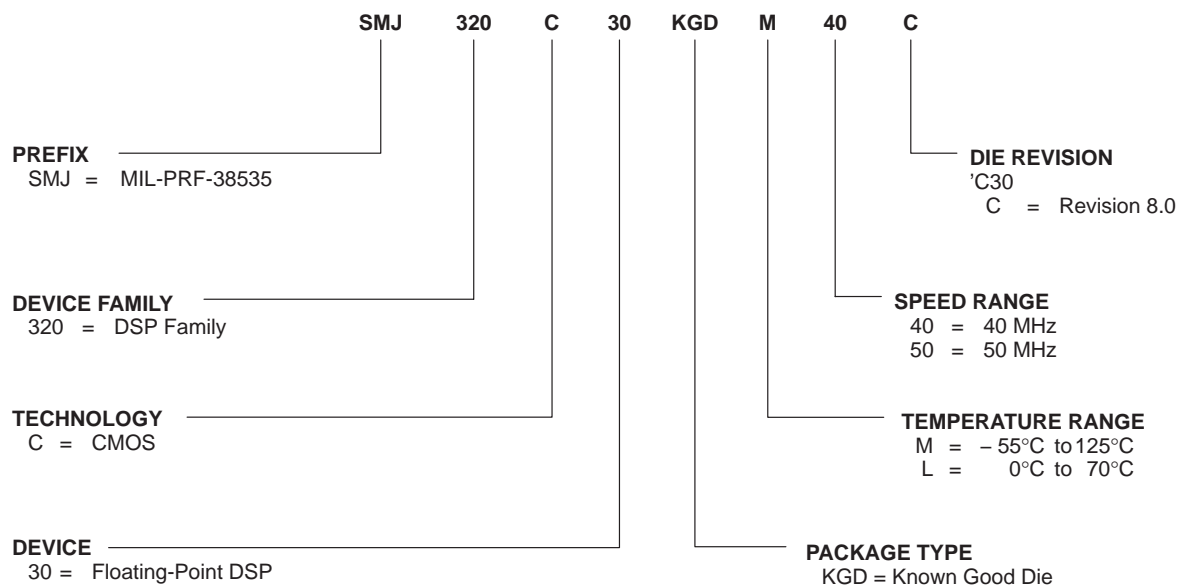 SMJ 320 C 30 KGD M 40 C
PREFIX
SMJ = MIL-PRF-38535
DIE REVISION
'C30
C = Revision 8.0
DEVICE FAMILY
320 = DSP Family
SPEED RANGE
40 = 40 MHz
50 = 50 MHz
TECHNOLOGY
C = CMOS
TEMPERATURE RANGE
M = – 55°C to 125°C
L = 0°C to 70°C
DEVICE
30 = Floating-Point DSP
PACKAGE TYPE
KGD = Known Good Die